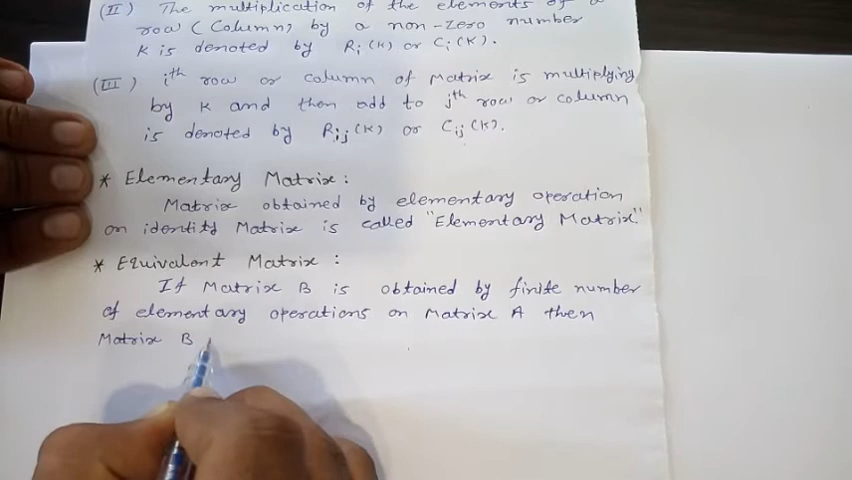 (II) The multiplication of the elements of a
row (Column) by a non-zero number
K is denoted by Ri(K) or Ci(K).
(III) ith row or column of Matrix is multiplying
by K and then add to jth row or column
is denoted by Rij(K) or Cij(K).
* Elementary Matrix:
Matrix obtained by elementary operation
on identity Matrix is called "Elementary Matrix"
* Equivalent Matrix:
If Matrix B is obtained by finite number
of elementary operations on Matrix A then
Matrix B